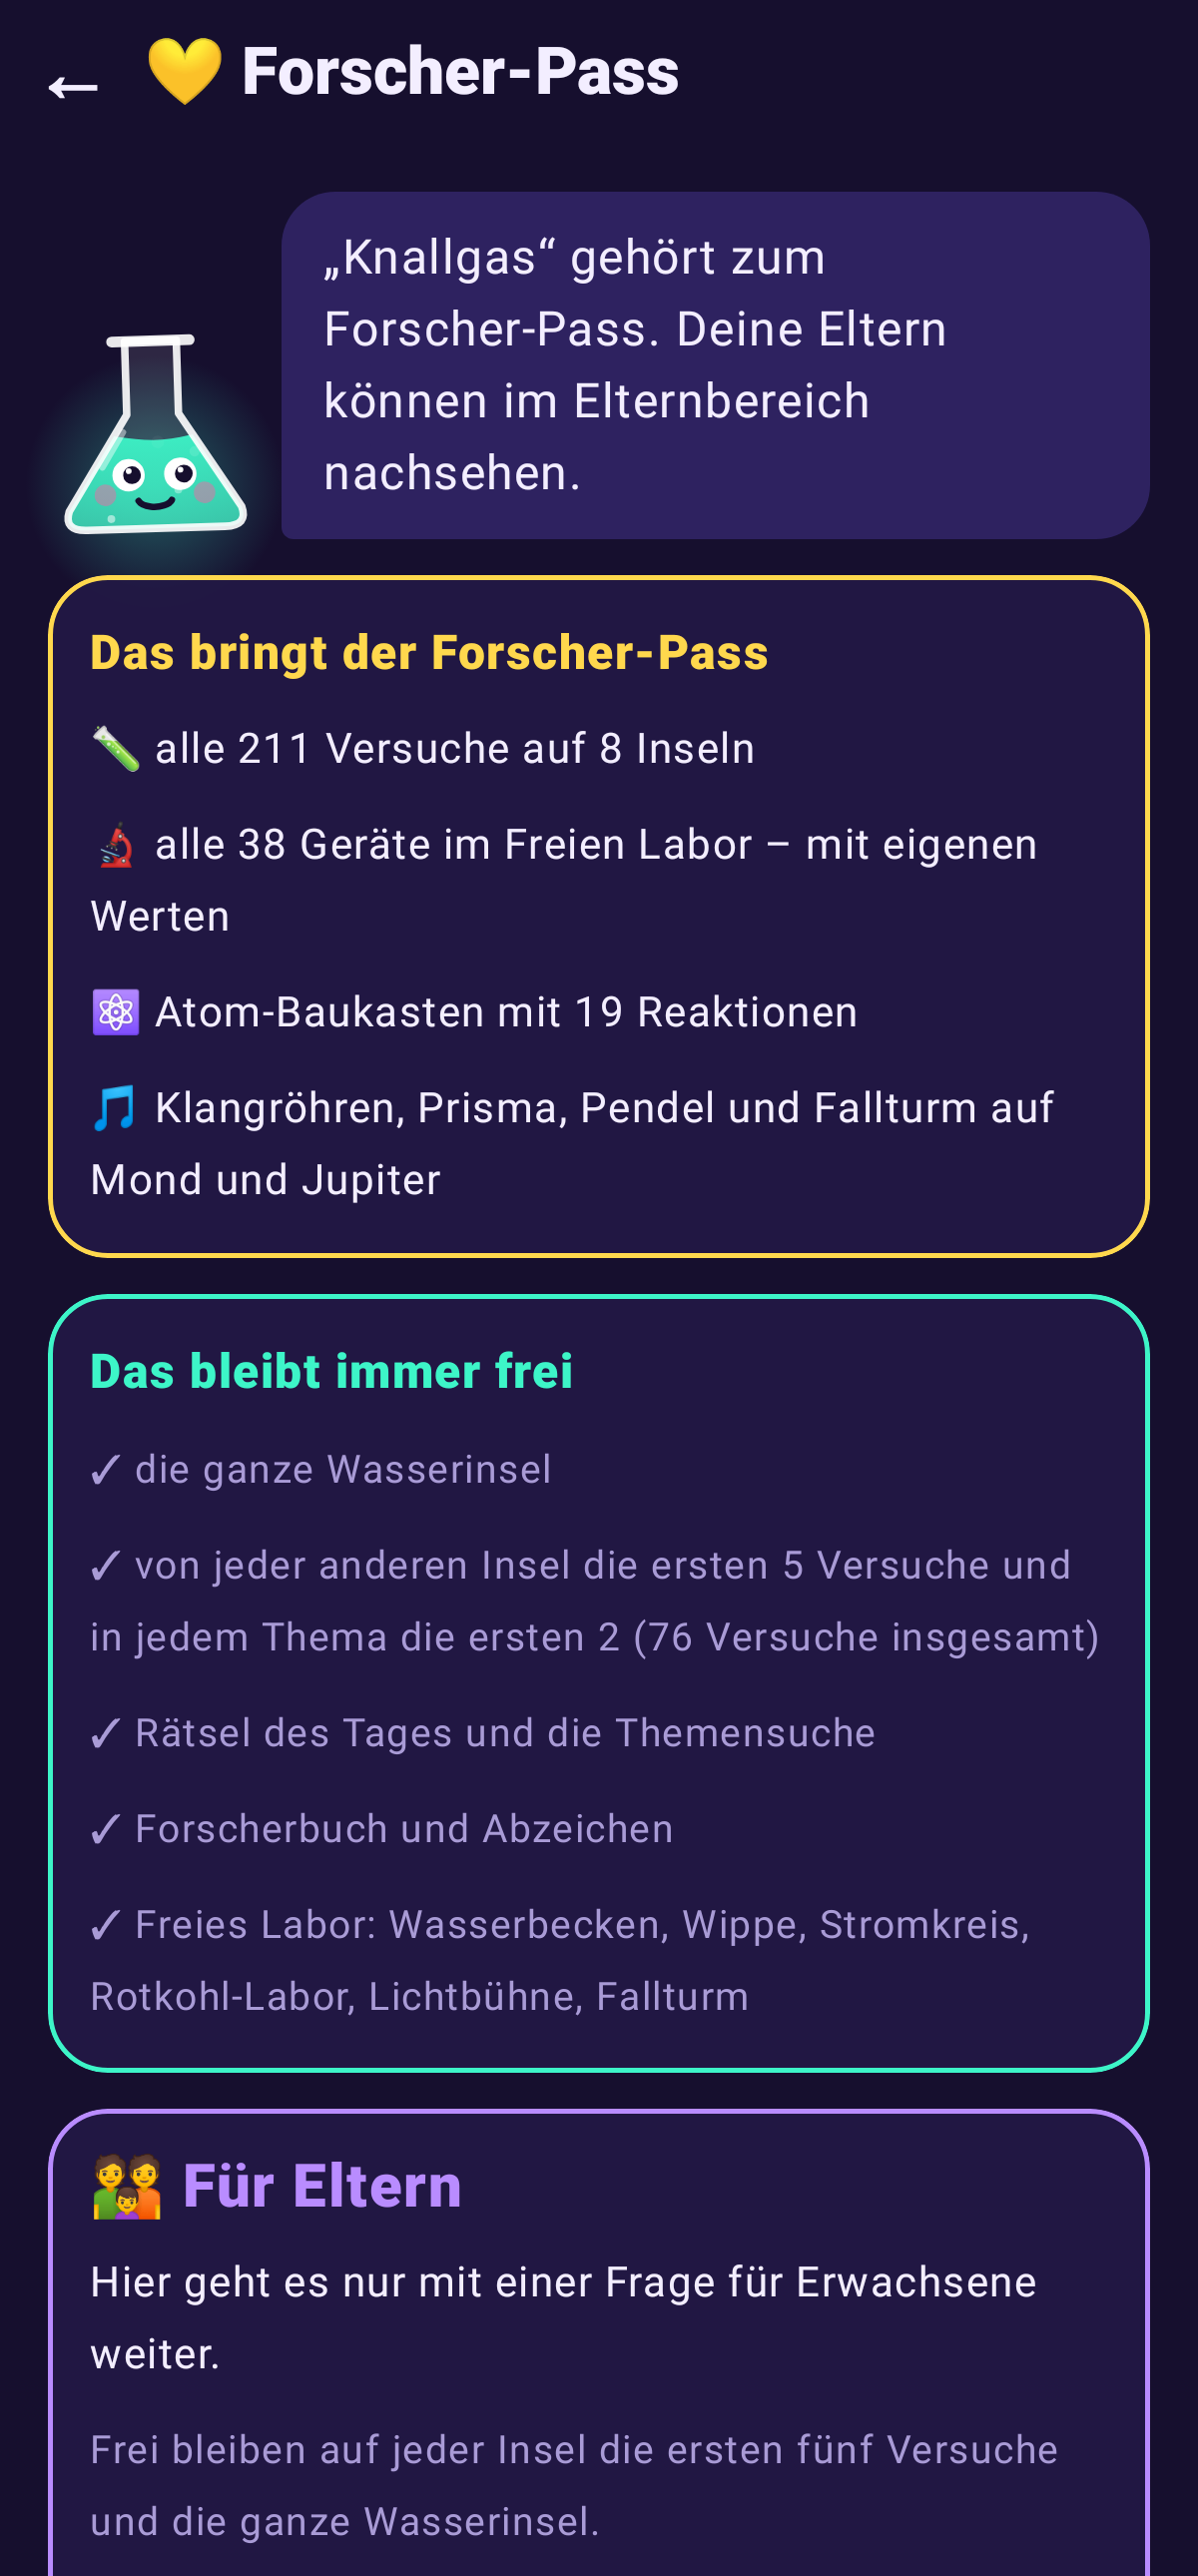 ← 💛 Forscher-Pass
„Knallgas“ gehört zum
Forscher-Pass. Deine Eltern
können im Elternbereich
nachsehen.
Das bringt der Forscher-Pass
🧪 alle 211 Versuche auf 8 Inseln
🔬 alle 38 Geräte im Freien Labor – mit eigenen
Werten
⚛️ Atom-Baukasten mit 19 Reaktionen
🎵 Klangröhren, Prisma, Pendel und Fallturm auf
Mond und Jupiter
Das bleibt immer frei
✓ die ganze Wasserinsel
✓ von jeder anderen Insel die ersten 5 Versuche und
in jedem Thema die ersten 2 (76 Versuche insgesamt)
✓ Rätsel des Tages und die Themensuche
✓ Forscherbuch und Abzeichen
✓ Freies Labor: Wasserbecken, Wippe, Stromkreis,
Rotkohl-Labor, Lichtbühne, Fallturm
👨‍👩‍👦 Für Eltern
Hier geht es nur mit einer Frage für Erwachsene
weiter.
Frei bleiben auf jeder Insel die ersten fünf Versuche
und die ganze Wasserinsel.